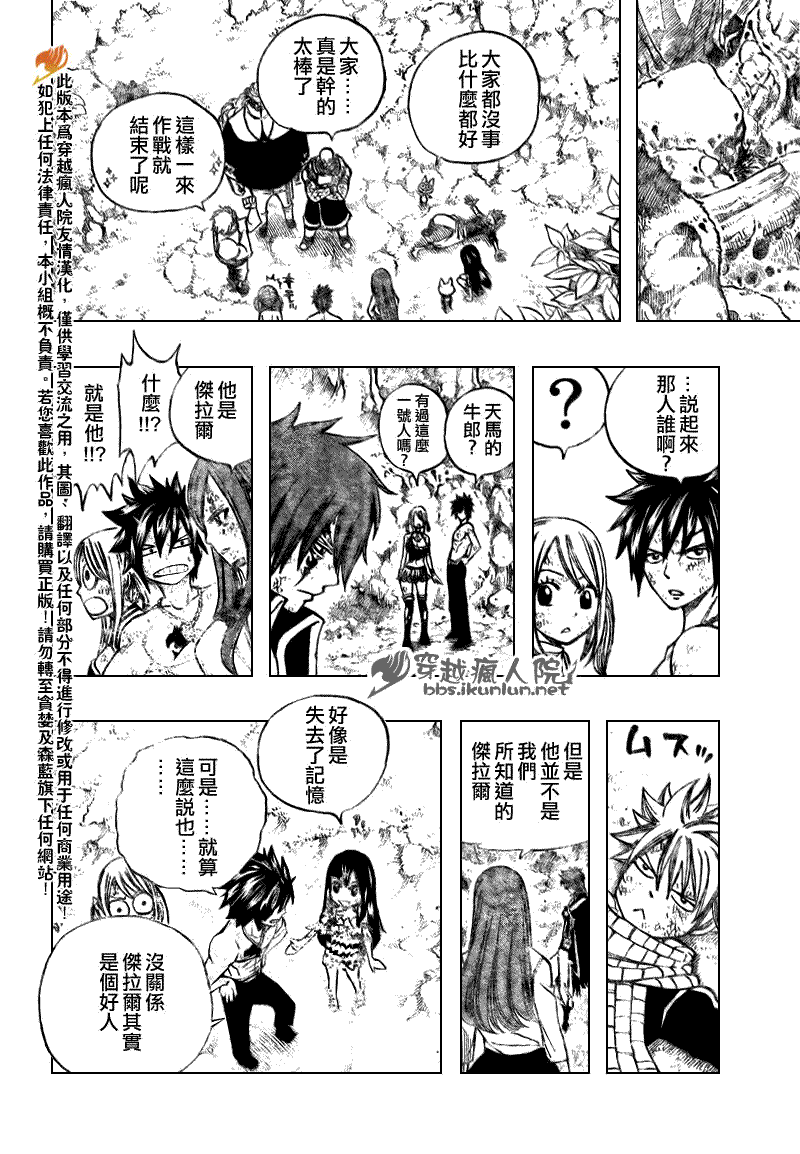 大家都沒事
比什麼都好
大家……
真是幹的
太棒了
這樣一來
作戰就
結束了呢
…説起來
那人誰啊？
？
天馬的
牛郎？
有過這麼
一號人嗎？
他是
傑拉爾
什麼!!?
就是他!!?
ムスッ
但是
他並不是
我們
所知道的
傑拉爾
好像是
失去了記憶
可是……就算
這麼説也……
……
沒關係
傑拉爾其實
是個好人
此版本爲穿越瘋人院友情漢化，僅供學習交流之用，其圖、翻譯以及任何部分不得進行修改或用于任何商業用途！
如犯上任何法律責任，本小組概不負責。若您喜歡此作品，請購買正版！請勿轉至貪婪及森藍旗下任何網站！
穿越瘋人院
bbs.ikunlun.net